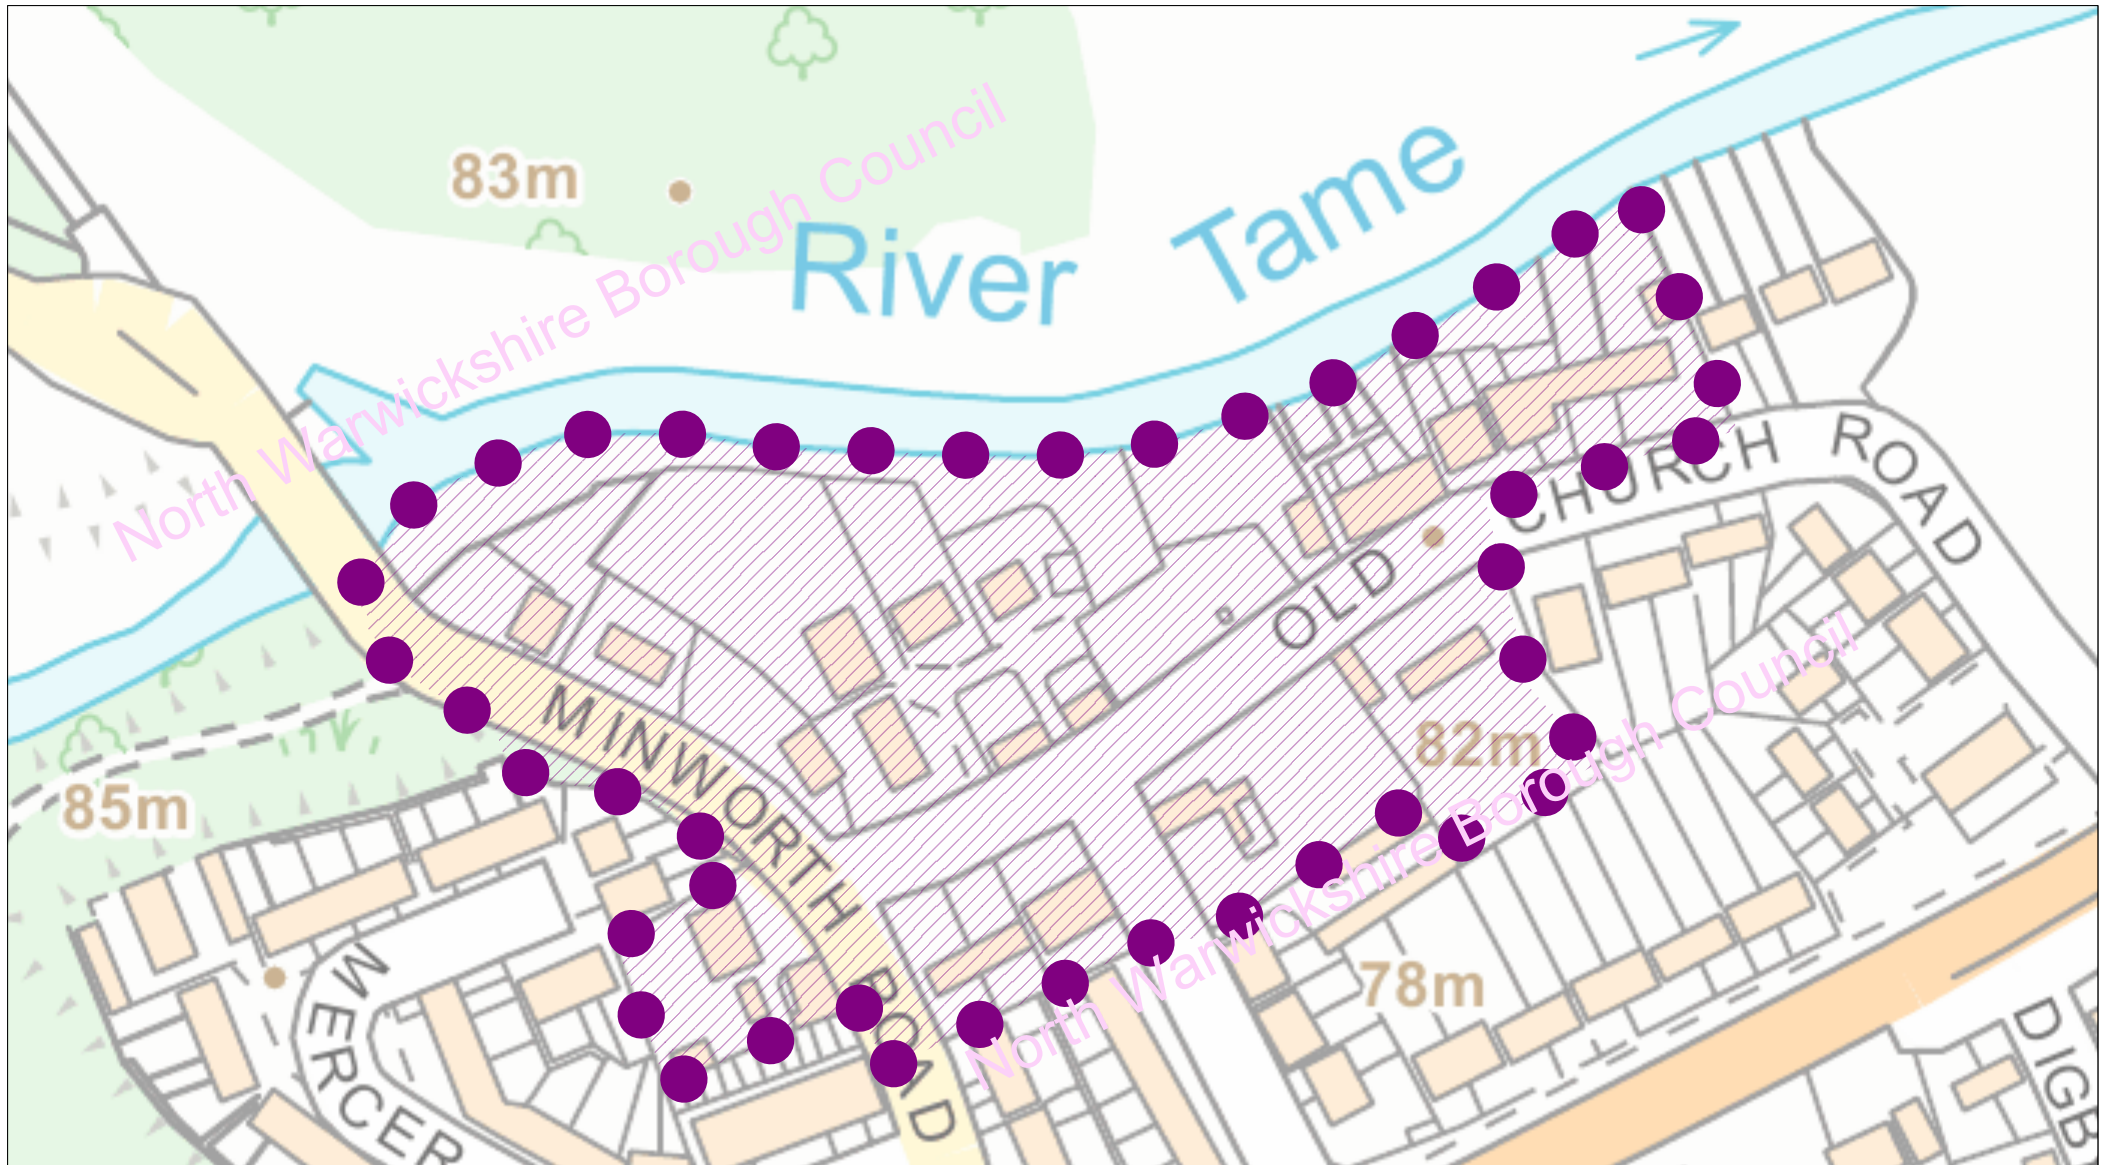 83m
North Warwickshire Borough Council
River Tame
CHURCH ROAD
OLD
MINWORTH ROAD
82m
85m
North Warwickshire Borough Council
78m
MERCER
DIGB